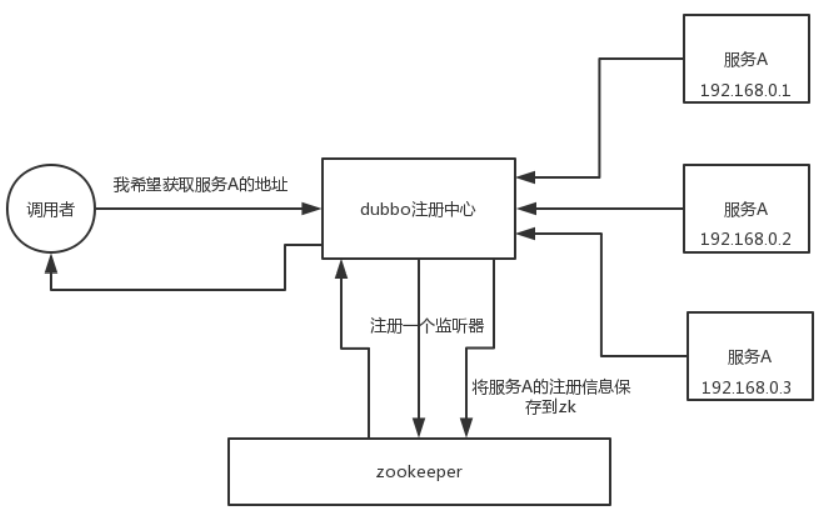 服务A
192.168.0.1
我希望获取服务A的地址
调用者
dubbo注册中心
服务A
192.168.0.2
注册一个监听器
服务A
192.168.0.3
将服务A的注册信息保
存到zk
zookeeper